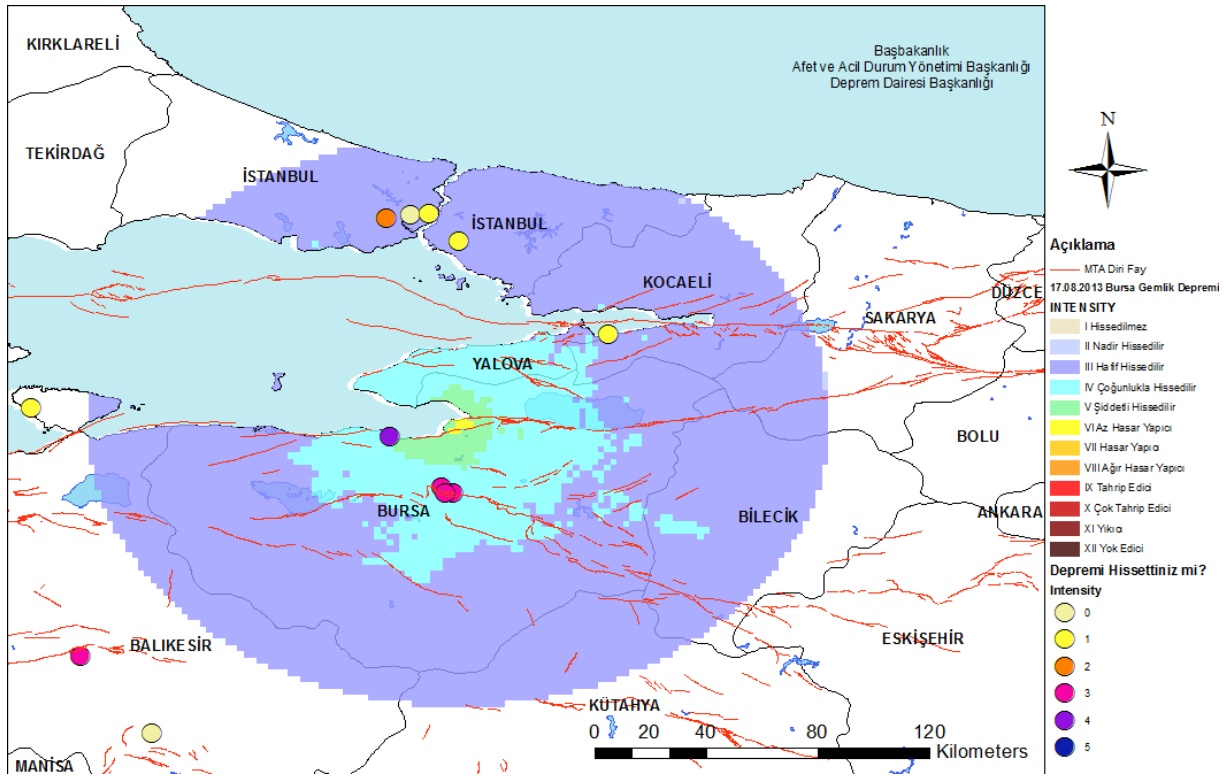 KIRKLARELİ
Başbakanlık
Afet ve Acil Durum Yönetimi Başkanlığı
Deprem Dairesi Başkanlığı
N
TEKİRDAĞ
İSTANBUL
İSTANBUL
KOCAELİ
SAKARYA
DÜZCE
YALOVA
BOLU
BURSA
BİLECİK
ANKARA
BALIKESİR
ESKİŞEHİR
KÜTAHYA
MANİSA
0 20 40 80 120
Kilometers
Açıklama
MTA Diri Fay
17.08.2013 Bursa Gemlik Depremi
INTENSITY
I Hissedilmez
II Nadir Hissedilir
III Hafif Hissedilir
IV Çoğunlukla Hissedilir
V Şiddetli Hissedilir
VI Az Hasar Yapıcı
VII Hasar Yapıcı
VIII Ağır Hasar Yapıcı
IX Tahrip Edici
X Çok Tahrip Edici
XI Yıkıcı
XII Yok Edici
Depremi Hissettiniz mi?
Intensity
0
1
2
3
4
5